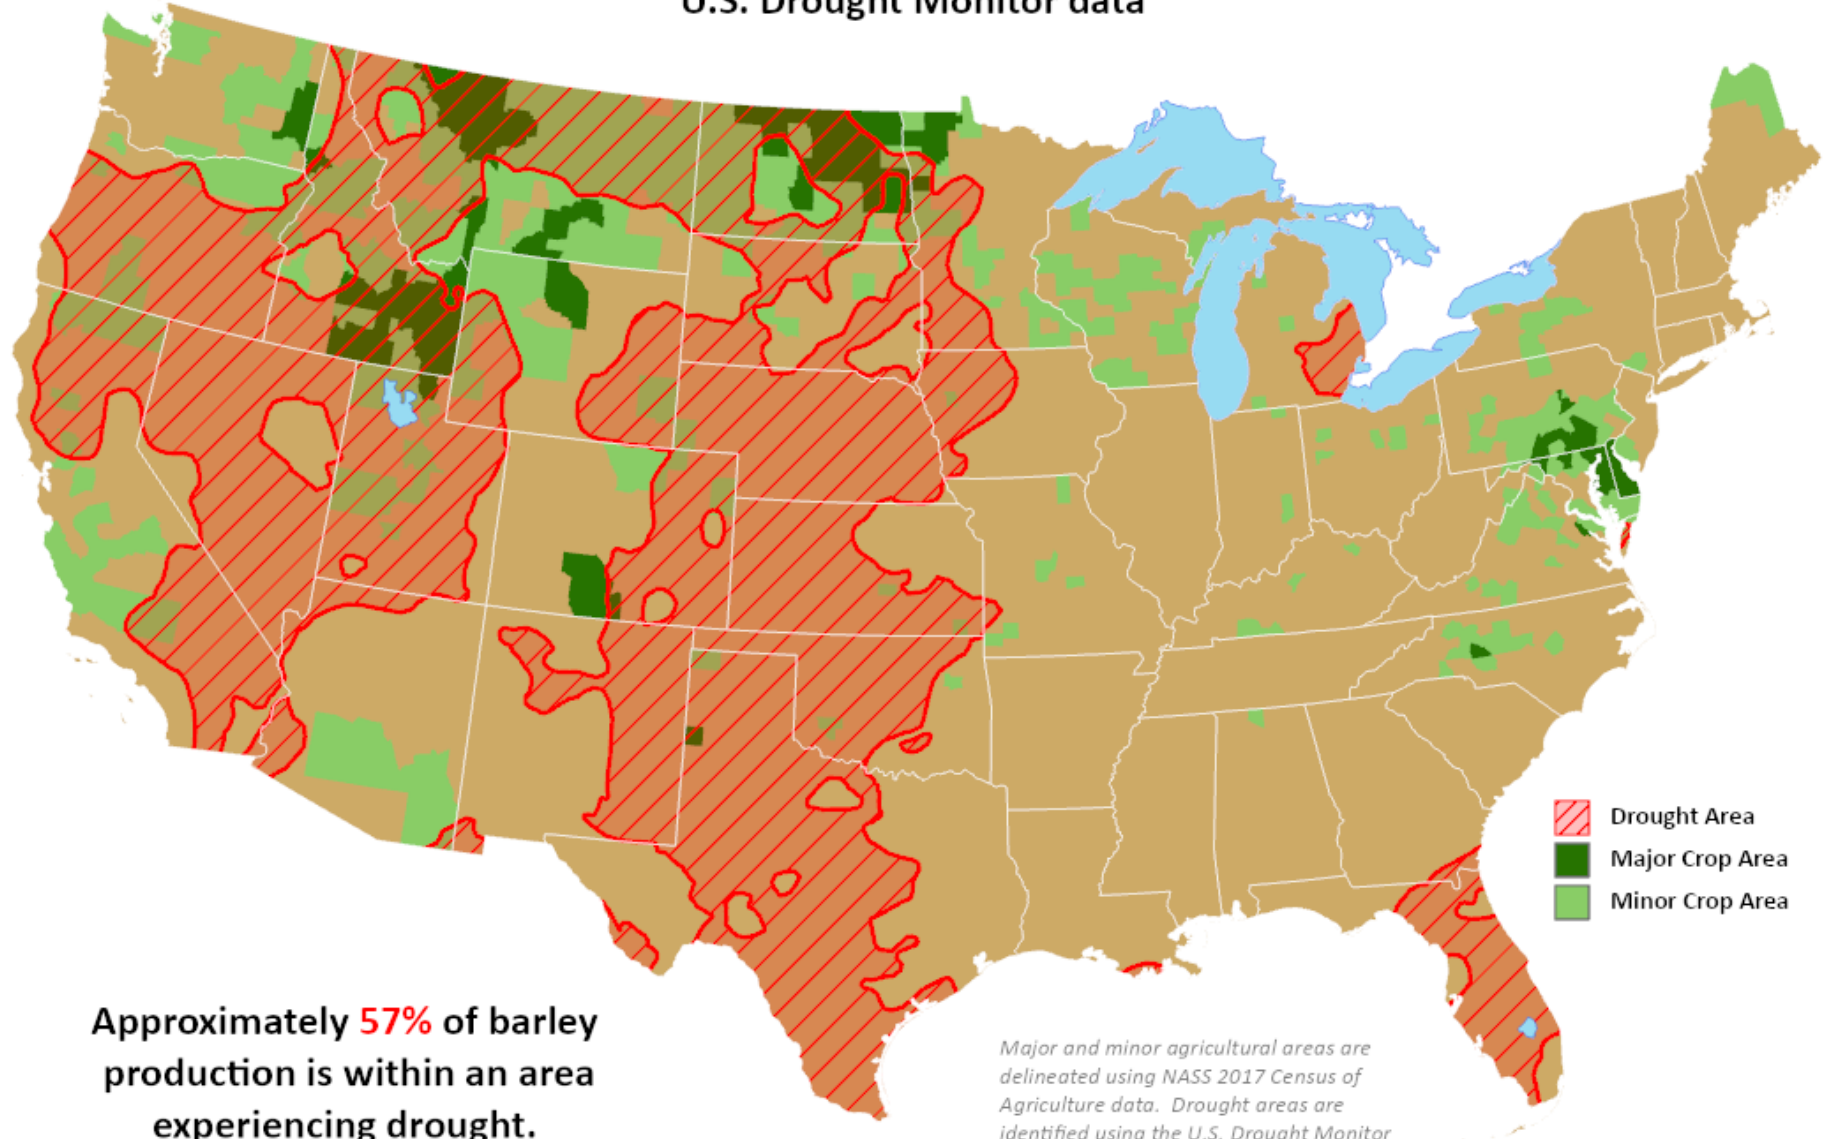 U.S. Drought Monitor data
Drought Area
Major Crop Area
Minor Crop Area
Approximately 57% of barley
production is within an area
experiencing drought.
Major and minor agricultural areas are
delineated using NASS 2017 Census of
Agriculture data. Drought areas are
identified using the U.S. Drought Monitor